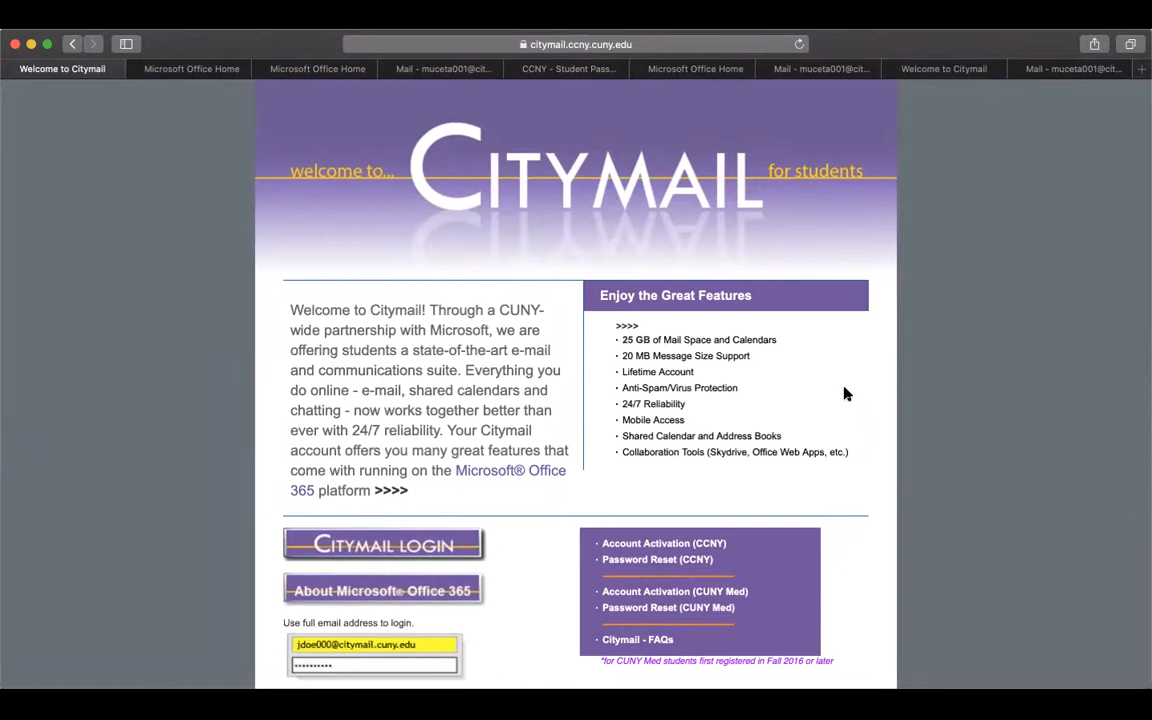 citymail.ccny.cuny.edu
Welcome to Citymail
Microsoft Office Home
Microsoft Office Home
Mail - muceta001@cit...
CCNY - Student Pass...
Microsoft Office Home
Mail - muceta001@cit...
Welcome to Citymail
Mail - muceta001@cit...
welcome to... CITYMAIL for students
Welcome to Citymail! Through a CUNY-
wide partnership with Microsoft, we are
offering students a state-of-the-art e-mail
and communications suite. Everything you
do online - e-mail, shared calendars and
chatting - now works together better than
ever with 24/7 reliability. Your Citymail
account offers you many great features that
come with running on the Microsoft® Office
365 platform >>>>
Enjoy the Great Features
>>>>
· 25 GB of Mail Space and Calendars
· 20 MB Message Size Support
· Lifetime Account
· Anti-Spam/Virus Protection
· 24/7 Reliability
· Mobile Access
· Shared Calendar and Address Books
· Collaboration Tools (Skydrive, Office Web Apps, etc.)
CITYMAIL LOGIN
About Microsoft® Office 365
Use full email address to login.
jdoe000@citymail.cuny.edu
••••••••••
· Account Activation (CCNY)
· Password Reset (CCNY)
· Account Activation (CUNY Med)
· Password Reset (CUNY Med)
· Citymail - FAQs
*for CUNY Med students first registered in Fall 2016 or later